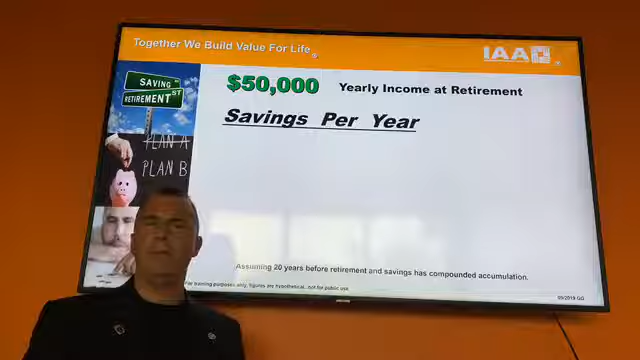 Together We Build Value For Life ®
IAA ®
SAVING
RETIREMENT ST
PLAN A
PLAN B
$50,000 Yearly Income at Retirement
Savings Per Year
Assuming 20 years before retirement and savings has compounded accumulation.
For training purposes only, figures are hypothetical, not for public use